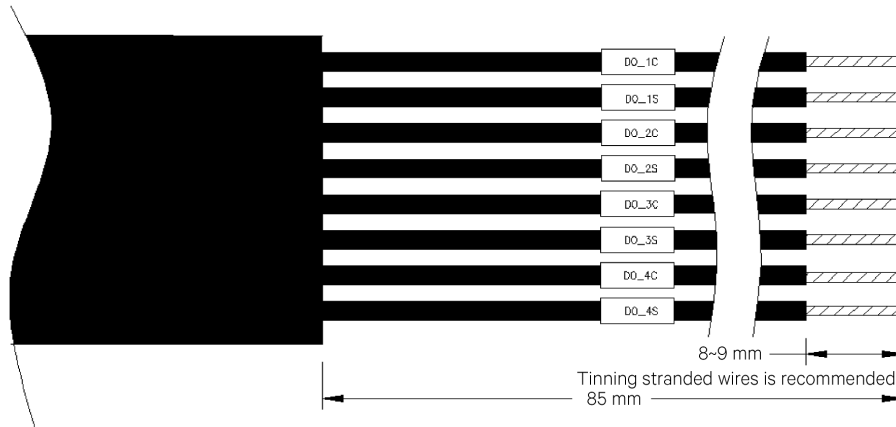 DO_1C
DO_1S
DO_2C
DO_2S
DO_3C
DO_3S
DO_4C
DO_4S
8~9 mm
Tinning stranded wires is recommended
85 mm